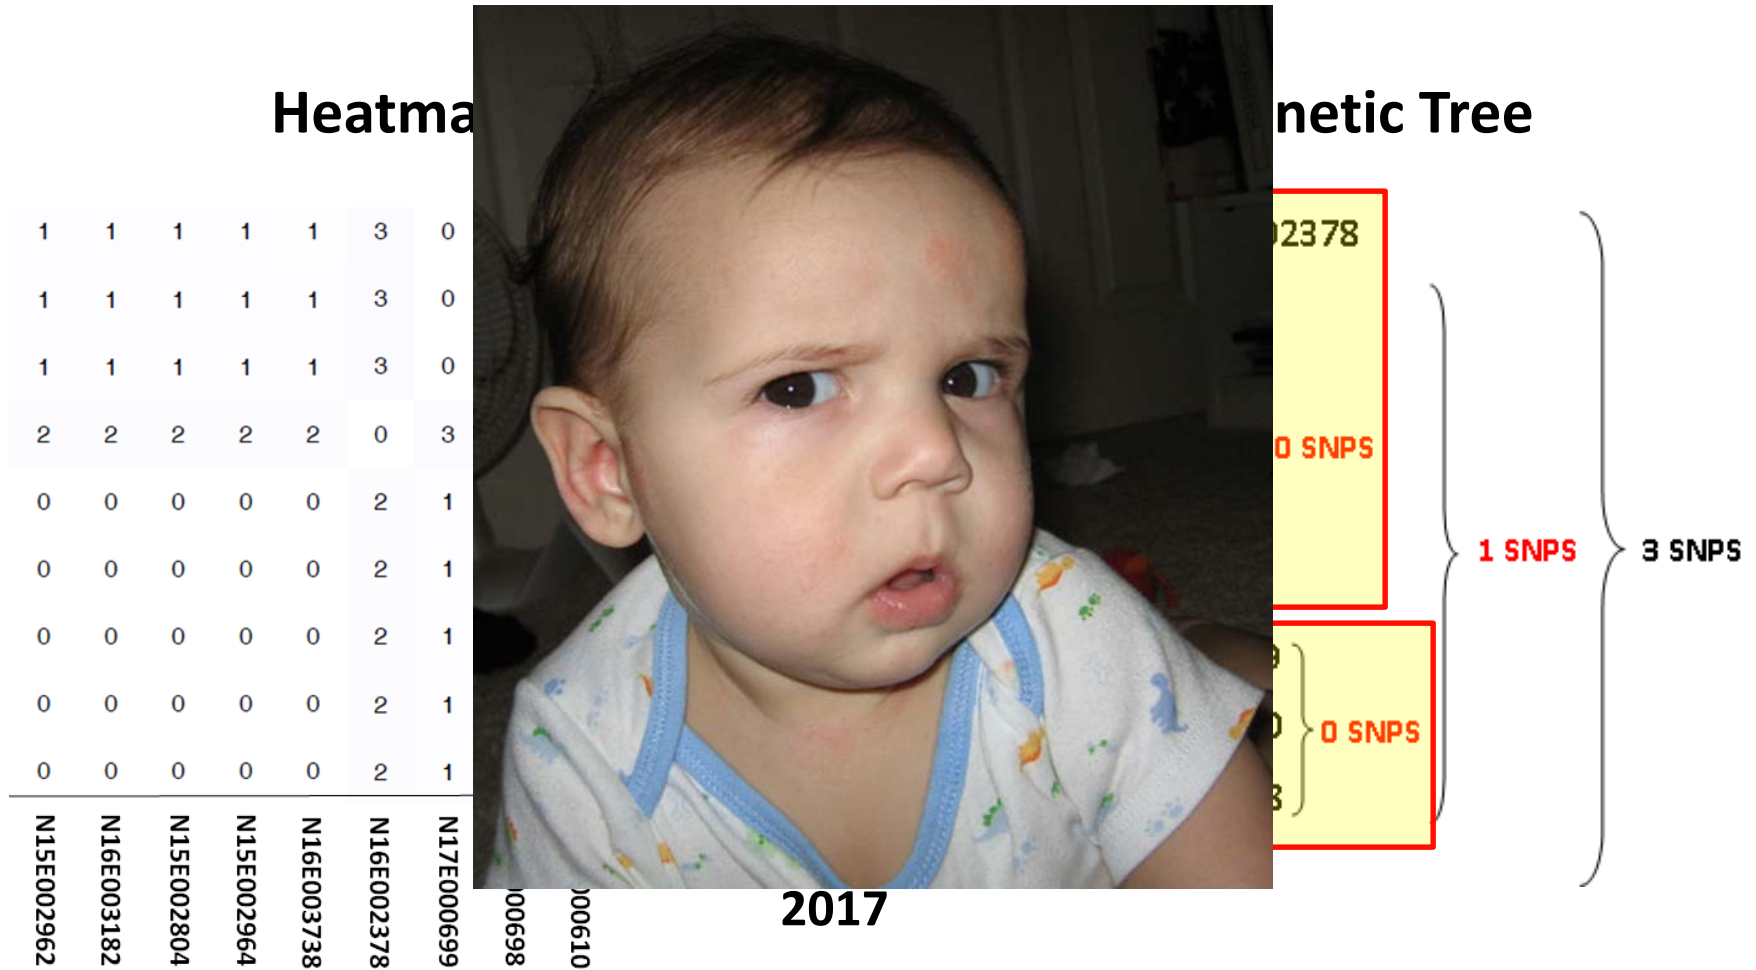 Heatma
netic Tree
1 1 1 1 1 3 0
02378
1 1 1 1 1 3 0
1 1 1 1 1 3 0
2 2 2 2 2 0 3
0 SNPS
0 0 0 0 0 2 1
1 SNPS
3 SNPS
0 0 0 0 0 2 1
0 0 0 0 0 2 1
0 0 0 0 0 2 1
0 SNPS
0 0 0 0 0 2 1
N15E002962
N16E003182
N15E002804
N15E002964
N16E003738
N16E002378
N17E000699
00698
000610
2017